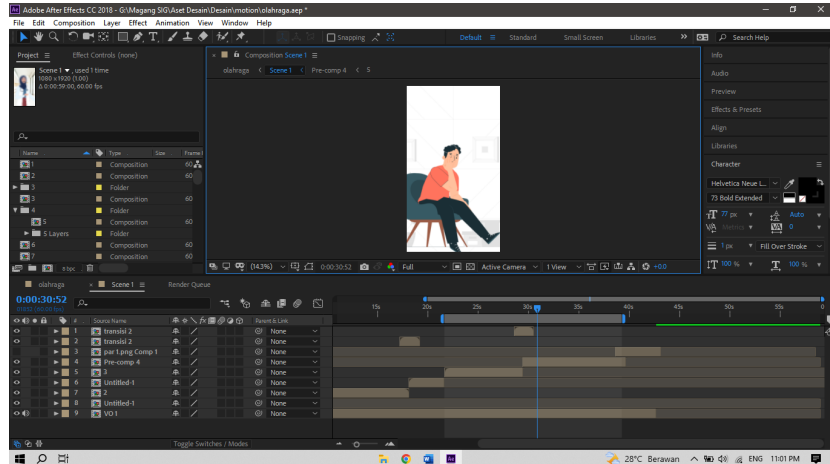 Adobe After Effects CC 2018 - G:\Magang SIG\Aset Desain\Desain\motion\olahraga.aep *
File Edit Composition Layer Effect Animation View Window Help
Snapping Default Standard Small Screen Libraries Search Help
Project Effect Controls (none) Composition Scene 1 Info
Scene 1 , used 1 time
1080 x 1920 (1.00)
Δ 0:00:59:00, 60.00 fps
olahraga Scene 1 Pre-comp 4 S
Audio
Preview
Effects & Presets
Align
Libraries
Character
Name Type Size Frame
1 Composition 60
2 Composition 60
3 Folder
3 Composition 60
4 Folder
5 Composition 60
5 Layers Folder
6 Composition 60
7 Composition 60
8 bpc
Helvetica Neue L...
73 Bold Extended
77 px Auto
Metrics 0
1 px Fill Over Stroke
100 % 100 %
(143%) 0:00:30:52 Full Active Camera 1 View +0.0
olahraga Scene 1 Render Queue
0:00:30:52
15s 20s 25s 30s 35s 40s 45s 50s 55s
# Source Name Parent & Link
1 transisi 2 None
2 transisi 2 None
3 par t.png Comp 1 None
4 Pre-comp 4 None
5 3 None
6 Untitled-1 None
7 2 None
8 Untitled-1 None
9 VO 1 None
Toggle Switches / Modes
28°C Berawan ENG 11:01 PM